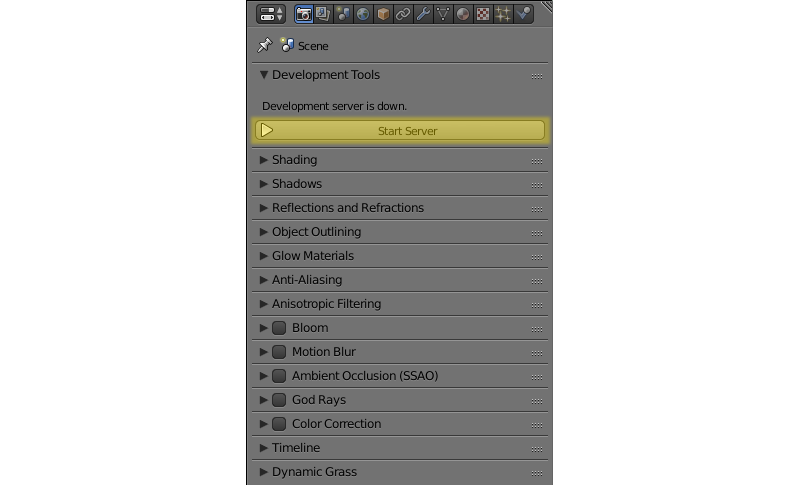 Scene
Development Tools
Development server is down.
Start Server
Shading
Shadows
Reflections and Refractions
Object Outlining
Glow Materials
Anti-Aliasing
Anisotropic Filtering
Bloom
Motion Blur
Ambient Occlusion (SSAO)
God Rays
Color Correction
Timeline
Dynamic Grass